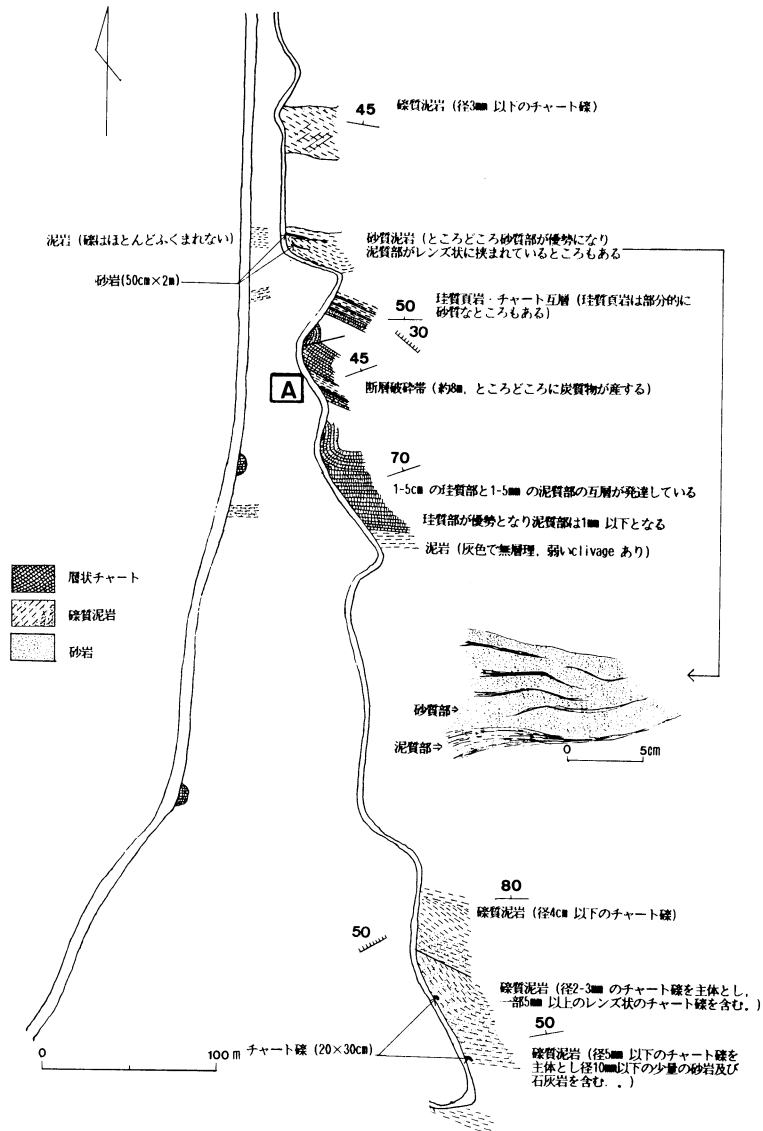 45
礫質泥岩 (径3mm 以下のチャート礫)
泥岩 (礫はほとんどふくまれない)
砂質泥岩 (ところどころ砂質部が優勢になり
泥質部がレンズ状に挟まれているところもある
砂岩(50cm×2m)
珪質頁岩・チャート互層 (珪質頁岩は部分的に
砂質なところもある)
50
30
45
A
断層破砕帯 (約8m, ところどころに炭質物が産する)
70
1-5cm の珪質部と1-5mm の泥質部の互層が発達している
珪質部が優勢となり泥質部は1mm 以下となる
泥岩 (灰色で無層理, 弱いclivage あり)
層状チャート
礫質泥岩
砂岩
砂質部⇒
泥質部⇒
0 5cm
80
礫質泥岩 (径4cm 以下のチャート礫)
50
礫質泥岩 (径2-3mm のチャート礫を主体とし,
一部5mm 以上のレンズ状のチャート礫を含む。)
50
チャート礫 (20×30cm)
0 100m
礫質泥岩 (径5mm 以下のチャート礫を
主体とし径10mm以下の少量の砂岩及び
石灰岩を含む. 。)